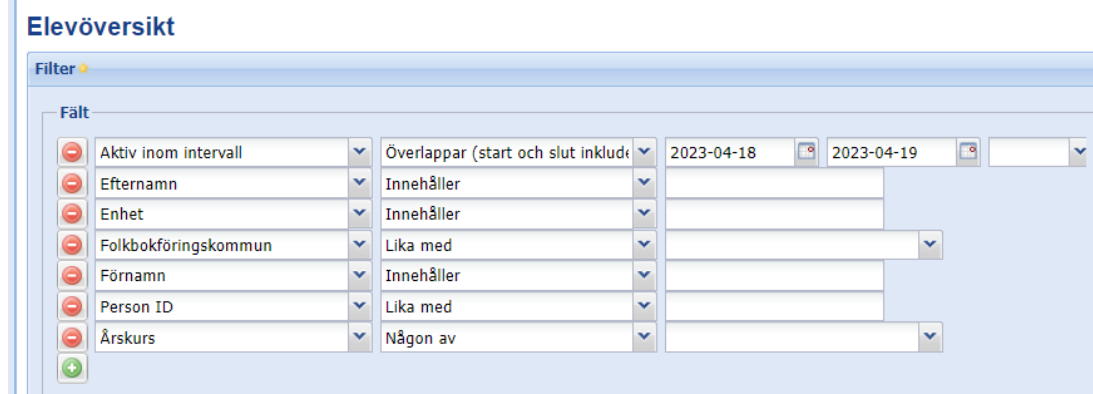 Elevöversikt
Filter
Fält
Aktiv inom intervall Överlappar (start och slut inklude 2023-04-18 2023-04-19
Efternamn Innehåller
Enhet Innehåller
Folkbokföringskommun Lika med
Förnamn Innehåller
Person ID Lika med
Årskurs Någon av